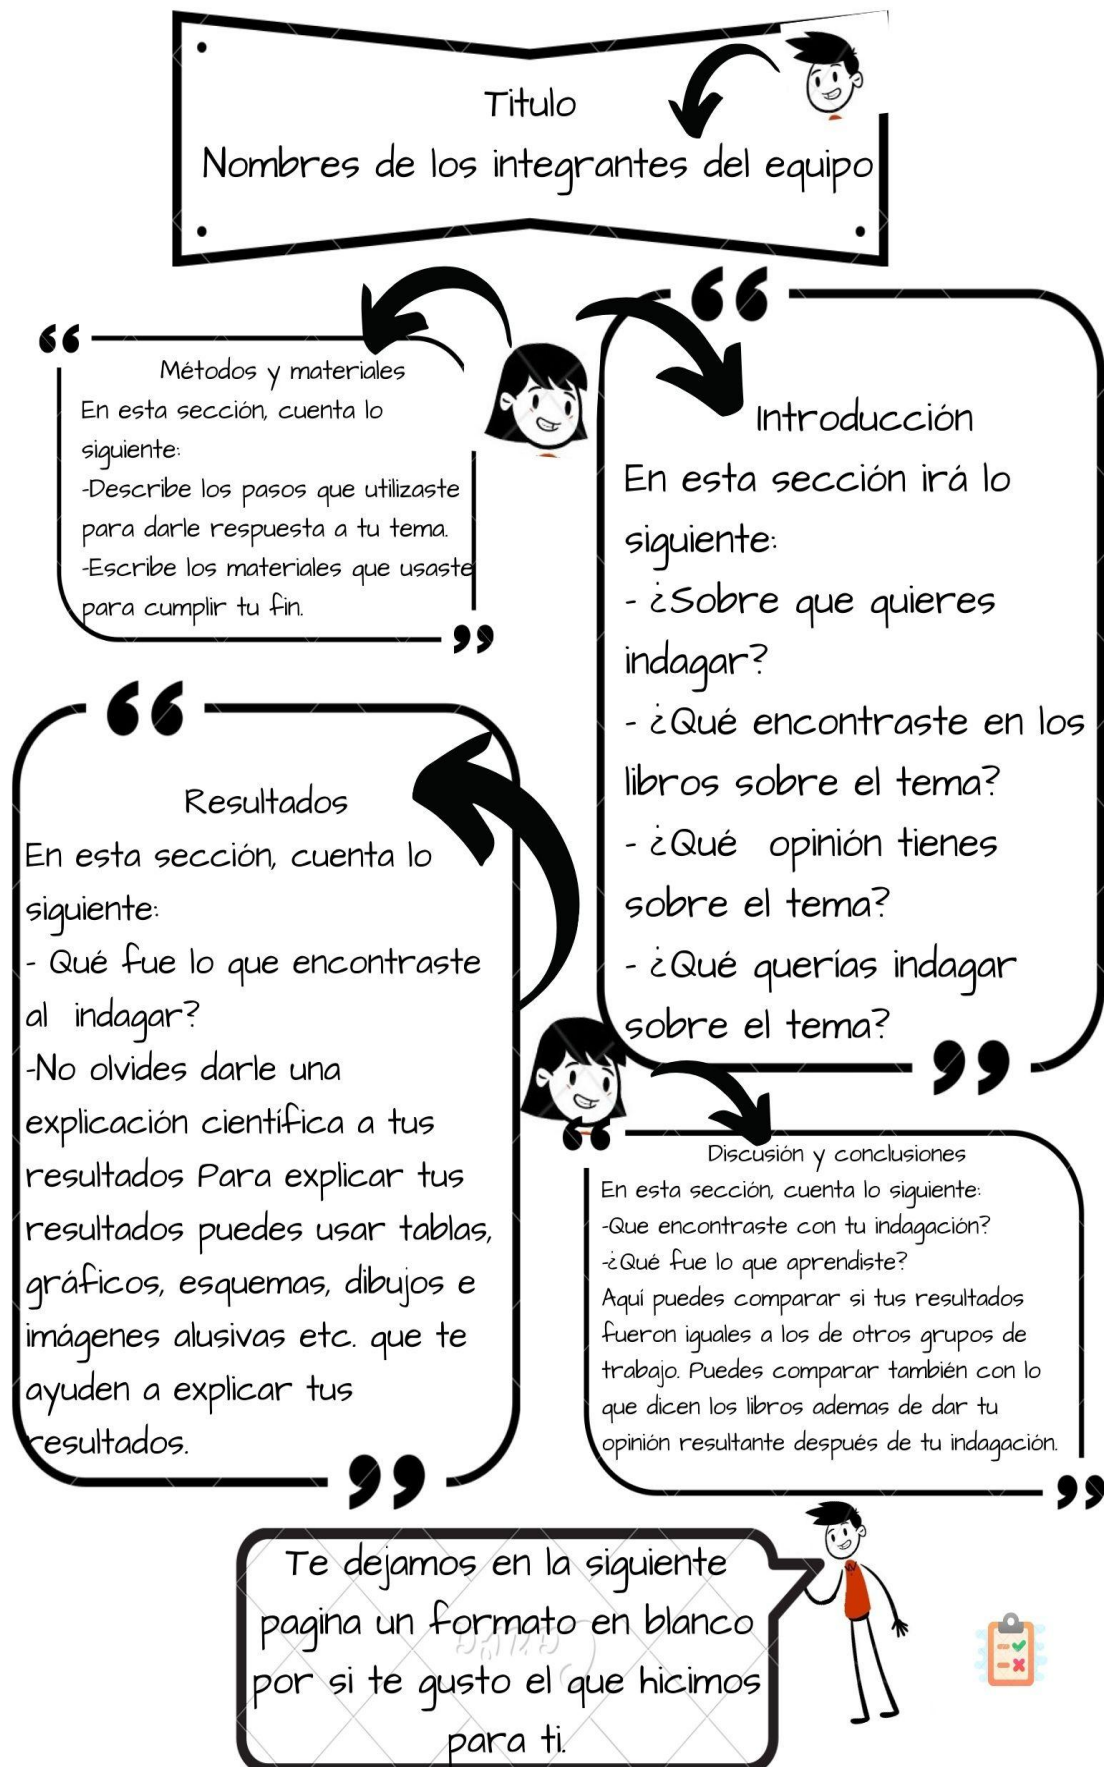 Titulo
Nombres de los integrantes del equipo
Métodos y materiales
En esta sección, cuenta lo
siguiente:
-Describe los pasos que utilizaste
para darle respuesta a tu tema.
-Escribe los materiales que usaste
para cumplir tu fin.
Introducción
En esta sección irá lo
siguiente:
- ¿Sobre que quieres
indagar?
- ¿Qué encontraste en los
libros sobre el tema?
- ¿Qué opinión tienes
sobre el tema?
- ¿Qué querías indagar
sobre el tema?
Resultados
En esta sección, cuenta lo
siguiente:
- Qué fue lo que encontraste
al indagar?
-No olvides darle una
explicación científica a tus
resultados Para explicar tus
resultados puedes usar tablas,
gráficos, esquemas, dibujos e
imágenes alusivas etc. que te
ayuden a explicar tus
resultados.
Discusión y conclusiones
En esta sección, cuenta lo siguiente:
-Que encontraste con tu indagación?
-¿Qué fue lo que aprendiste?
Aquí puedes comparar si tus resultados
fueron iguales a los de otros grupos de
trabajo. Puedes comparar también con lo
que dicen los libros ademas de dar tu
opinión resultante después de tu indagación.
Te dejamos en la siguiente
pagina un formato en blanco
por si te gusto el que hicimos
para ti.